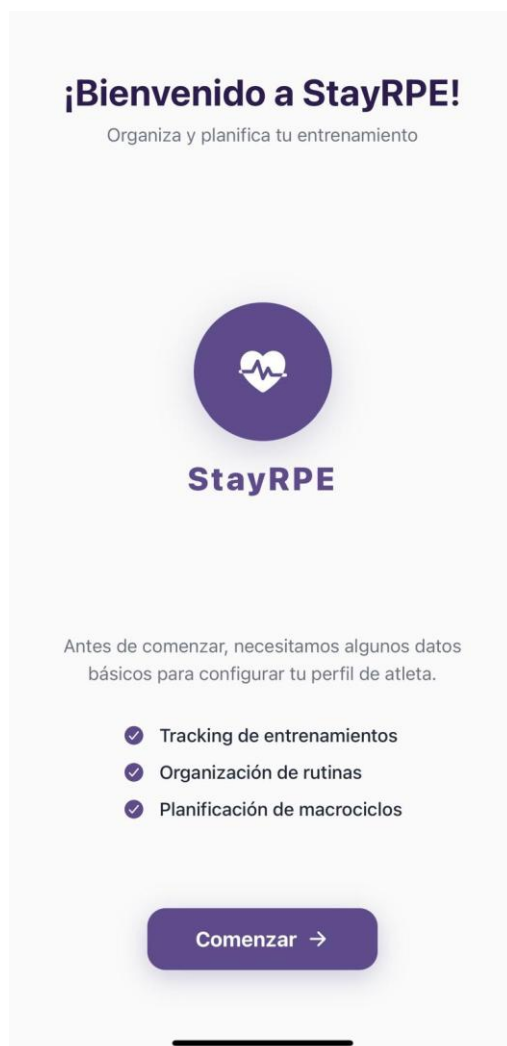 ¡Bienvenido a StayRPE!
Organiza y planifica tu entrenamiento
StayRPE
Antes de comenzar, necesitamos algunos datos
básicos para configurar tu perfil de atleta.
Tracking de entrenamientos
Organización de rutinas
Planificación de macrociclos
Comenzar →